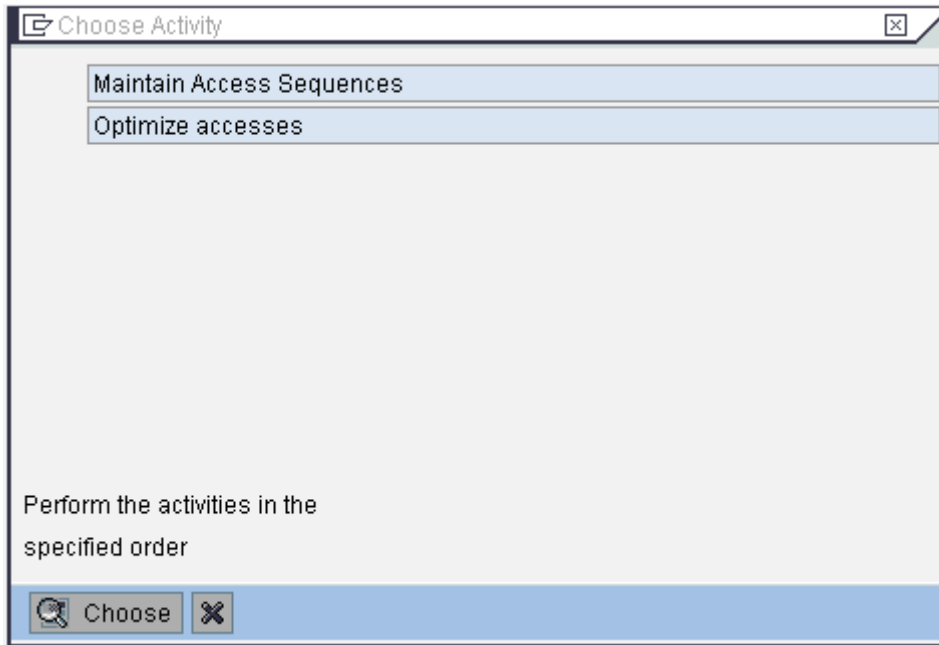 Choose Activity
Maintain Access Sequences
Optimize accesses
Perform the activities in the
specified order
Choose